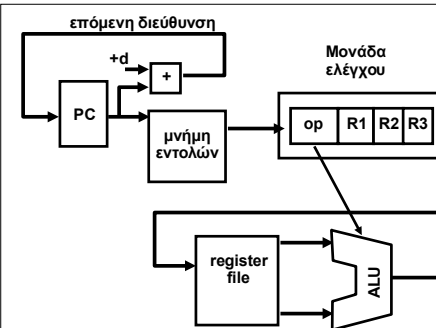 επόμενη διεύθυνση
+d
+
PC
μνήμη
εντολών
Μονάδα
ελέγχου
op R1 R2 R3
register
file
ALU